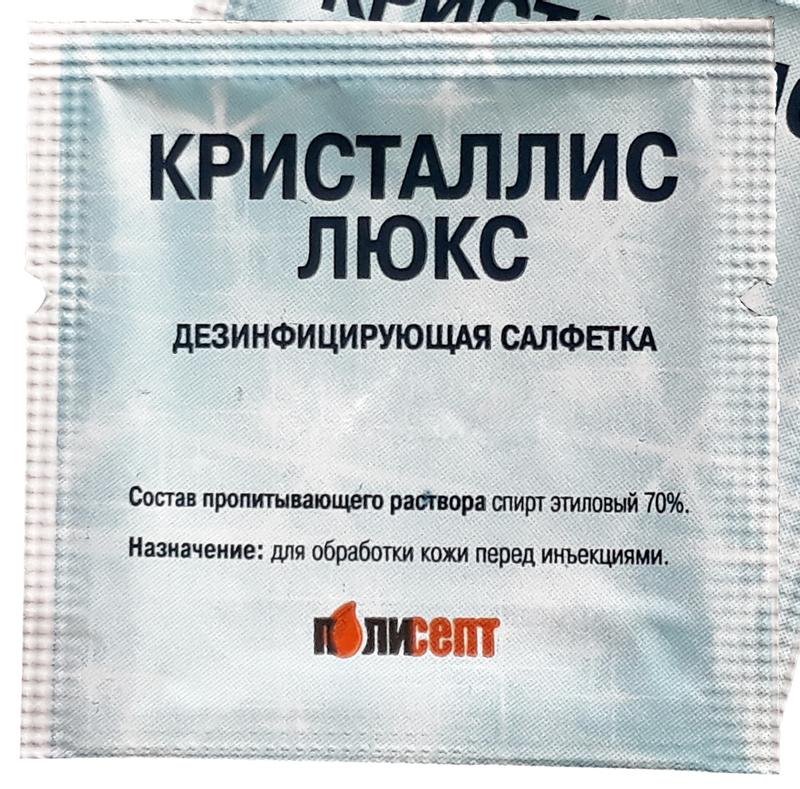 КРИСТАЛЛИС
ЛЮКС
ДЕЗИНФИЦИРУЮЩАЯ САЛФЕТКА
Состав пропитывающего раствора спирт этиловый 70%.
Назначение: для обработки кожи перед инъекциями.
ПОЛИСЕПТ